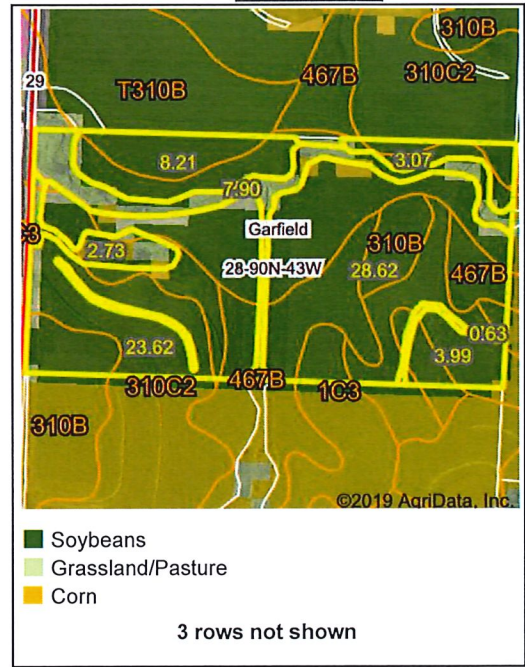 310B
467B
310C2
29
T310B
8.21
3.07
7.90
Garfield
310B
2.73
28-90N-43W
28.62
467B
23.62
0.63
3.99
310C2
467B
1C3
310B
©2019 AgriData, Inc.
Soybeans
Grassland/Pasture
Corn
3 rows not shown